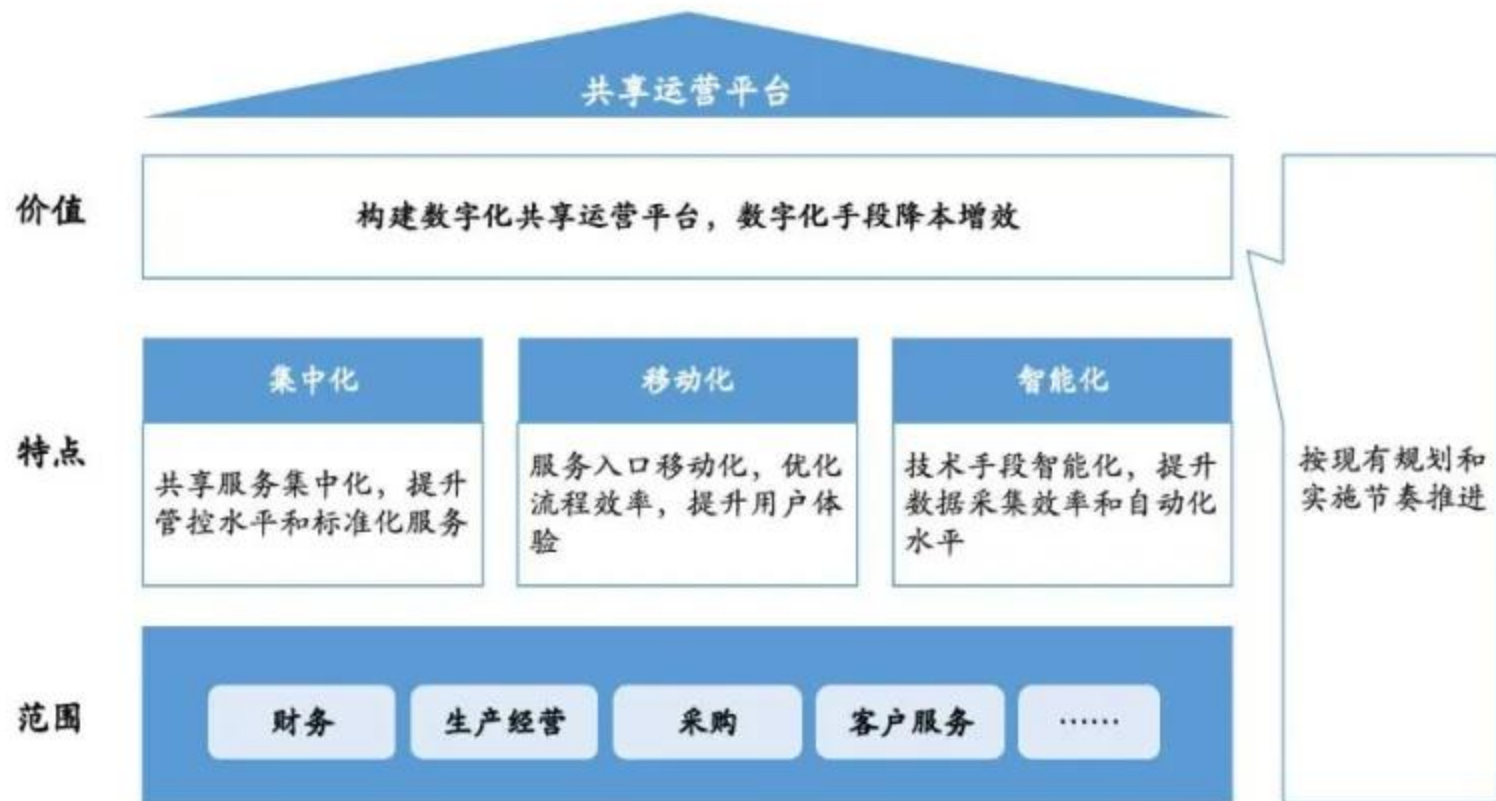 共享运营平台
价值
构建数字化共享运营平台，数字化手段降本增效
特点
集中化
共享服务集中化，提升
管控水平和标准化服务
移动化
服务入口移动化，优化
流程效率，提升用户体
验
智能化
技术手段智能化，提升
数据采集效率和自动化
水平
按现有规划和
实施节奏推进
范围
财务
生产经营
采购
客户服务
……